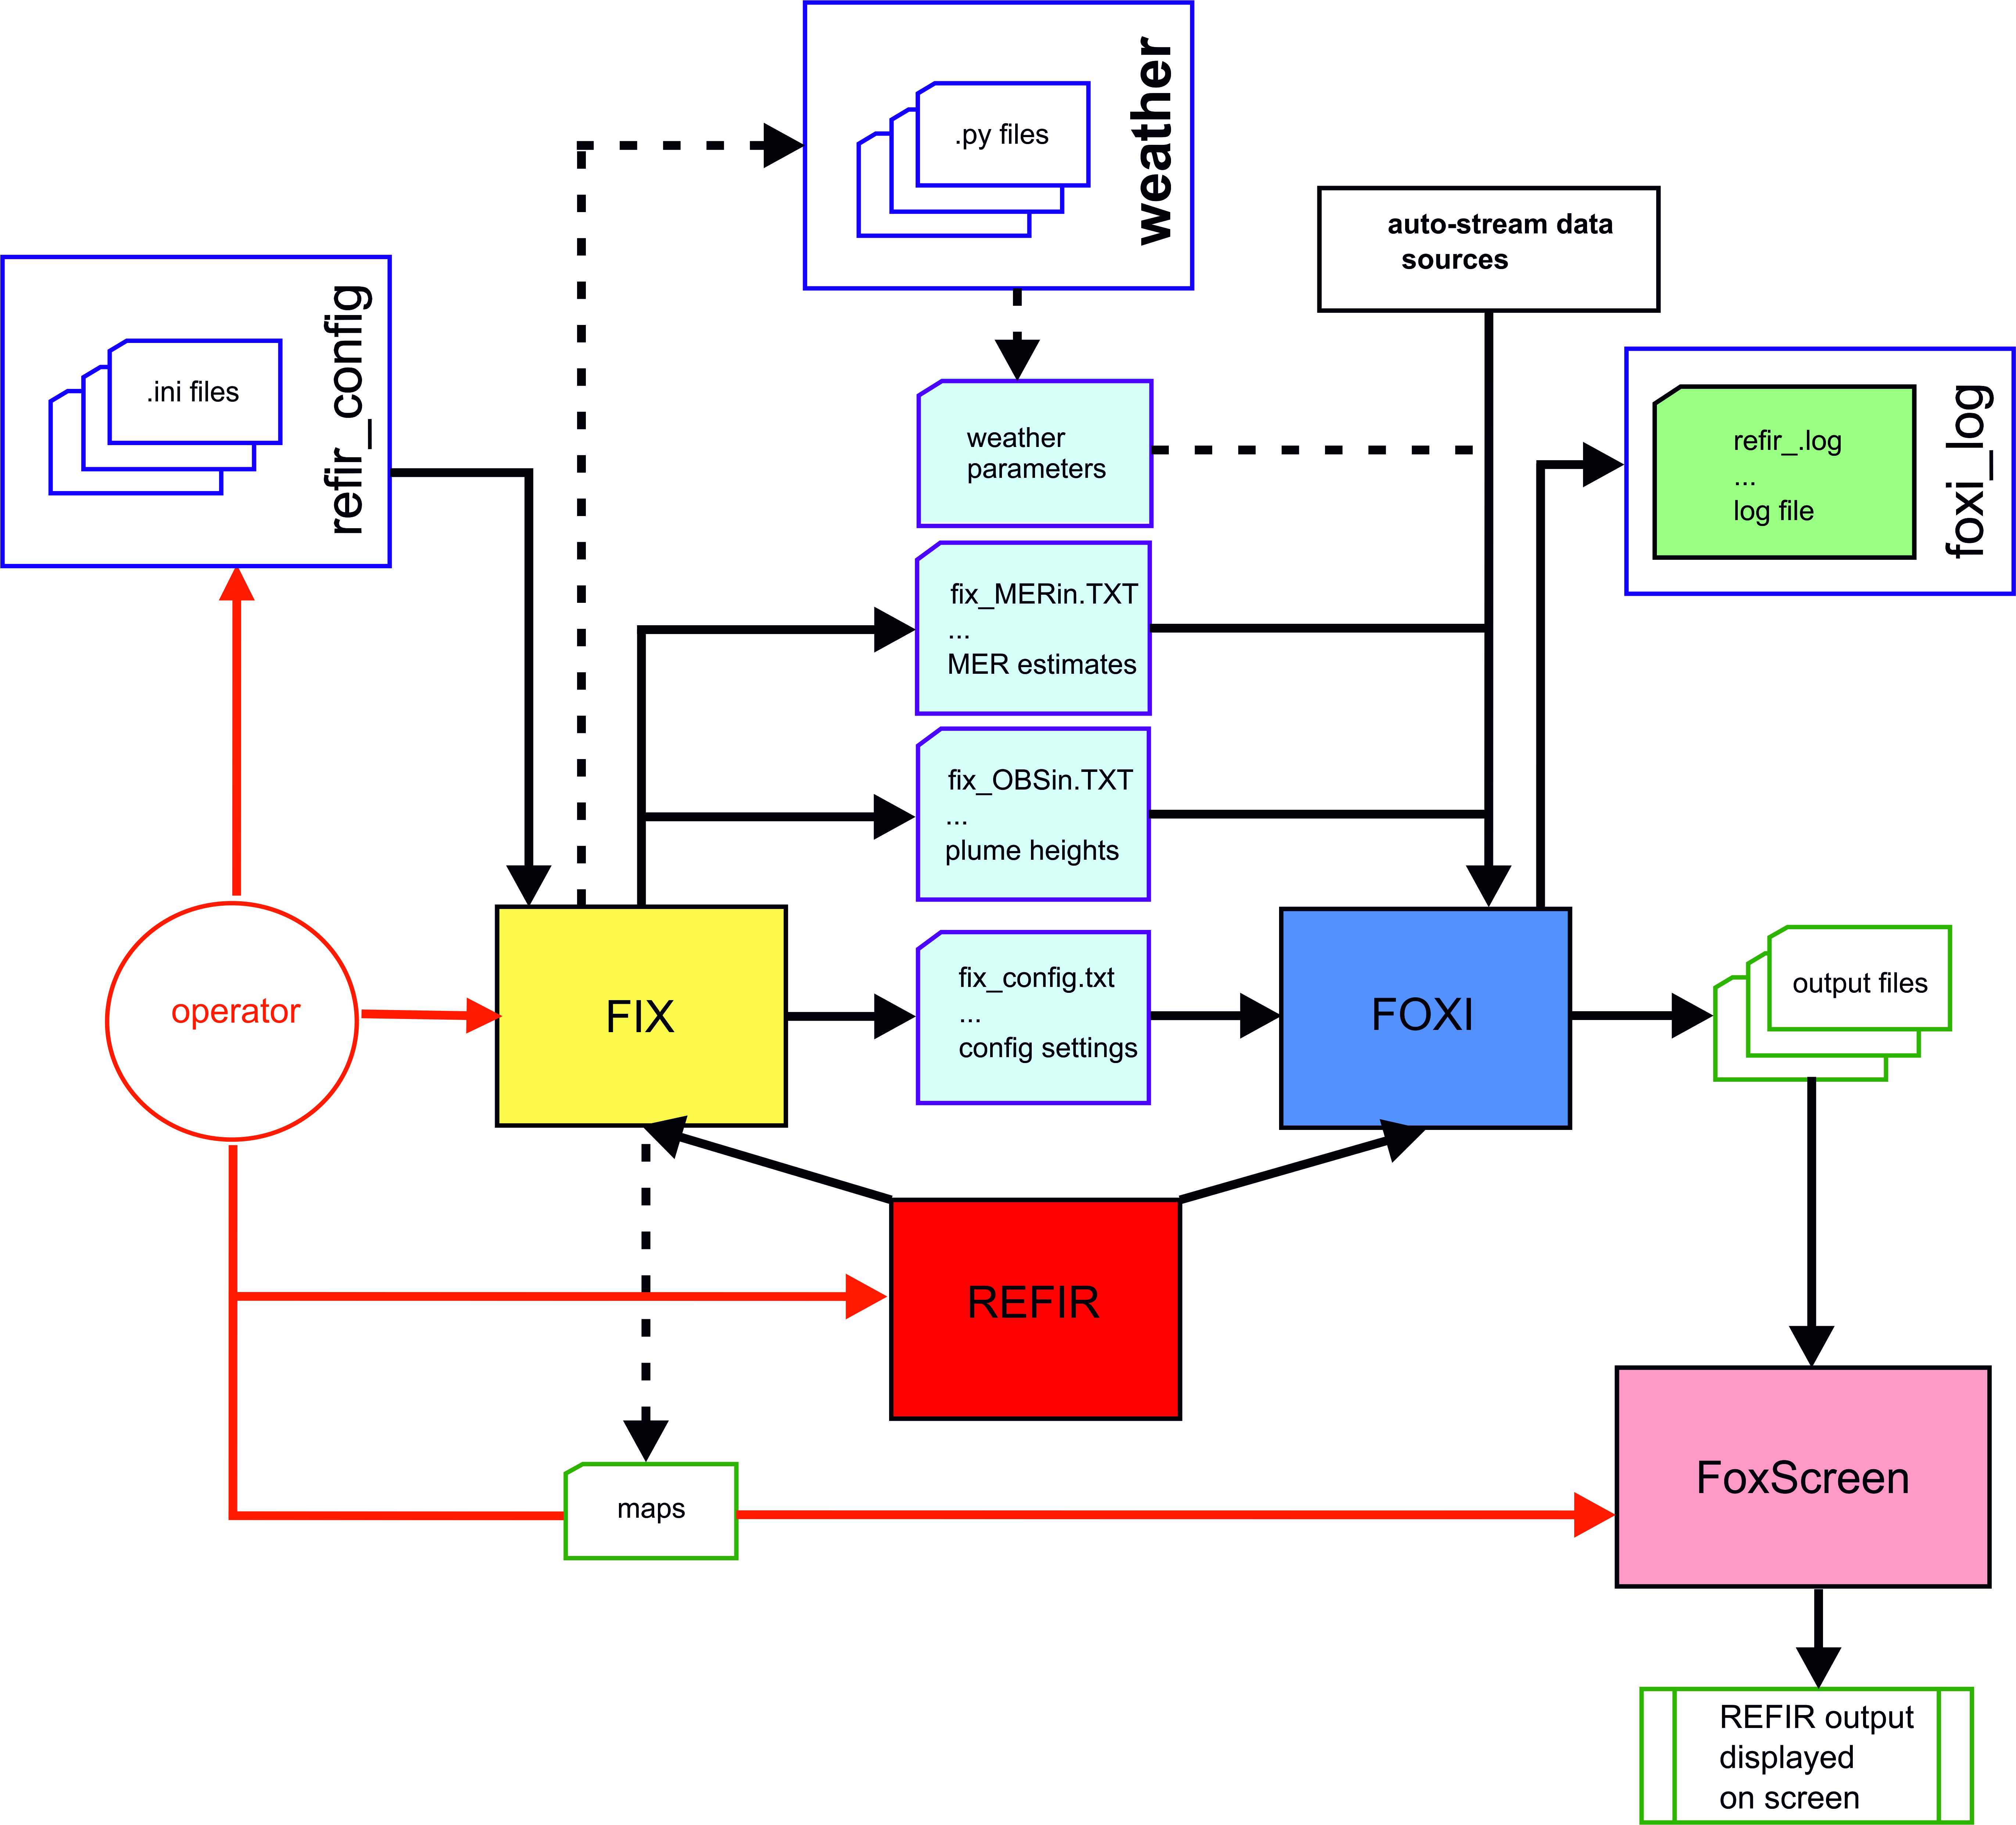 .py files
weather
auto-stream data
sources
.ini files
refir_config
weather
parameters
refir_.log
...
log file
foxi_log
fix_MERin.TXT
...
MER estimates
fix_OBSin.TXT
...
plume heights
operator
FIX
fix_config.txt
...
config settings
FOXI
output files
REFIR
maps
FoxScreen
REFIR output
displayed
on screen